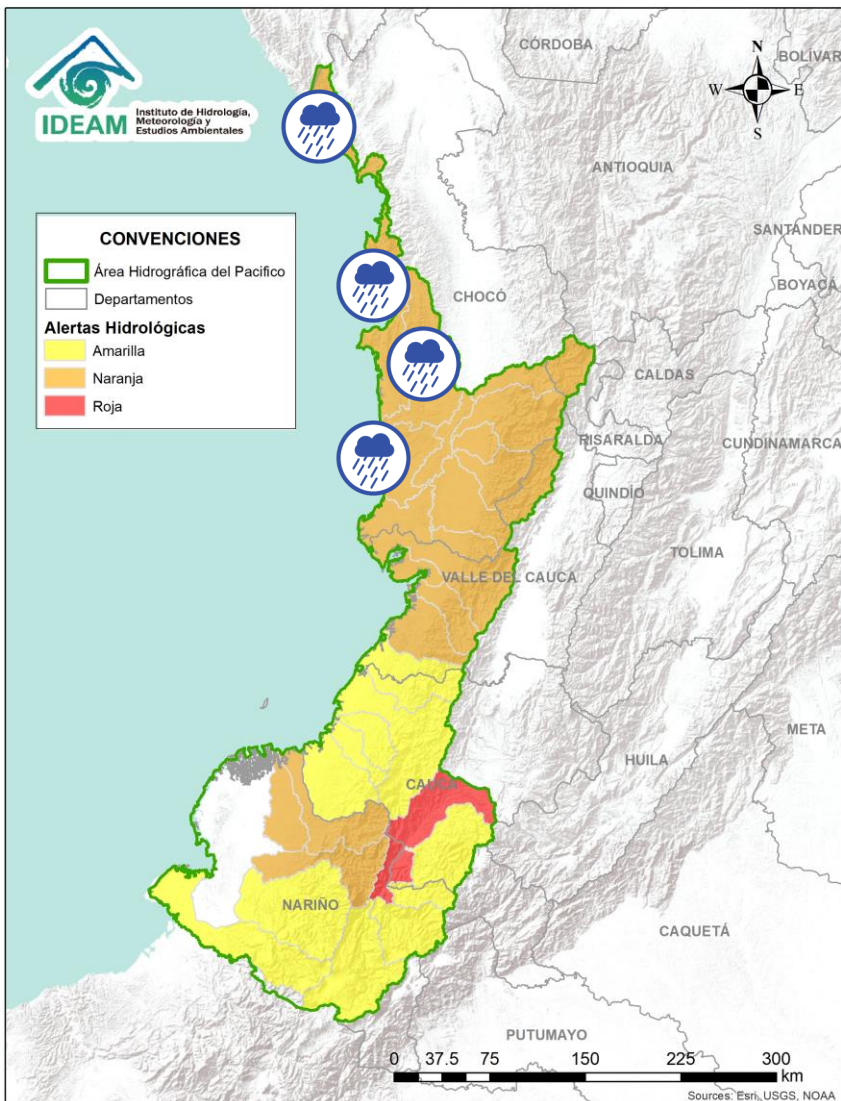 IDEAM
Instituto de Hidrología,
Meteorología y
Estudios Ambientales
CÓRDOBA
BOLÍVAR
N
W
E
S
ANTIOQUIA
SANTANDER
BOYACÁ
CONVENCIONES
Área Hidrográfica del Pacifico
Departamentos
Alertas Hidrológicas
Amarilla
Naranja
Roja
CHOCÓ
CALDAS
RISARALDA
CUNDINAMARCA
QUINDÍO
TOLIMA
VALLE DEL CAUCA
META
HUILA
CAUCA
NARIÑO
CAQUETÁ
PUTUMAYO
0 37.5 75 150 225 300
km
Sources: Esri, USGS, NOAA